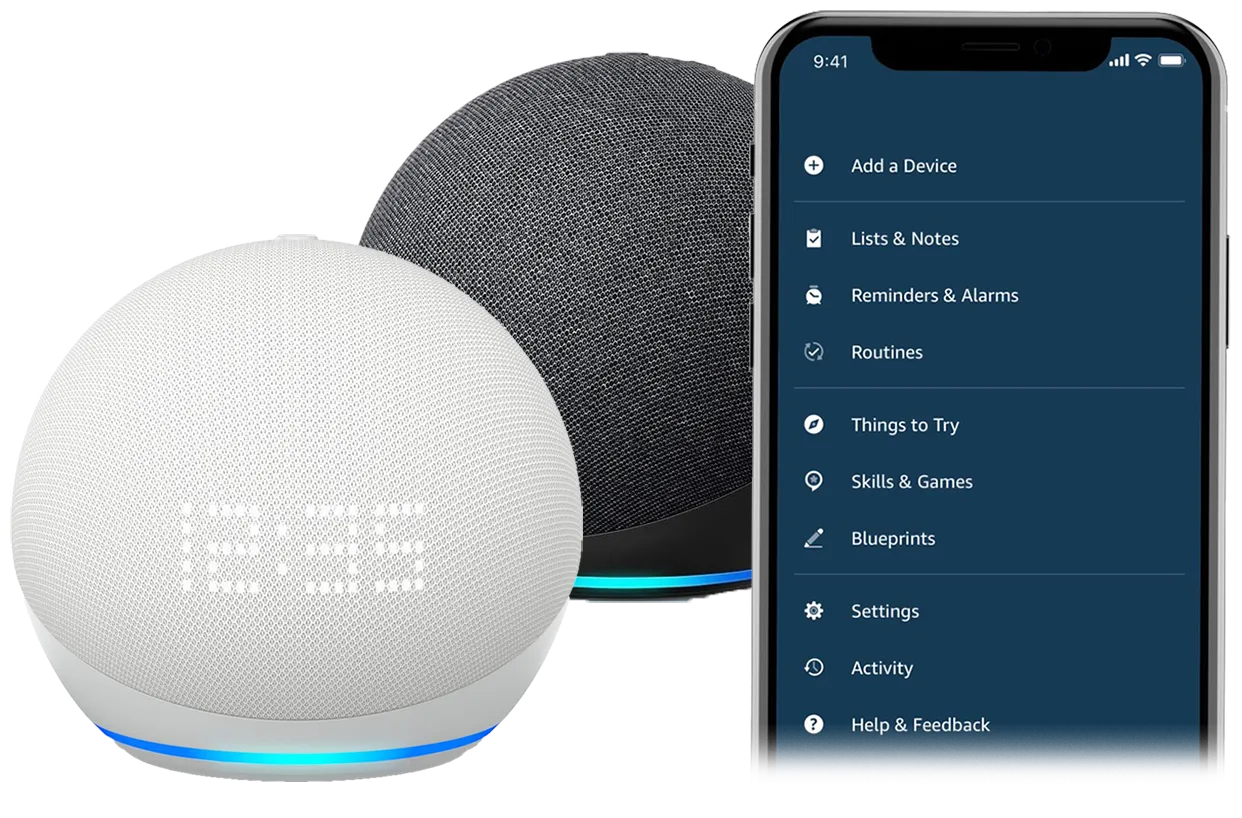 12:35
9:41
Add a Device
Lists & Notes
Reminders & Alarms
Routines
Things to Try
Skills & Games
Blueprints
Settings
Activity
Help & Feedback